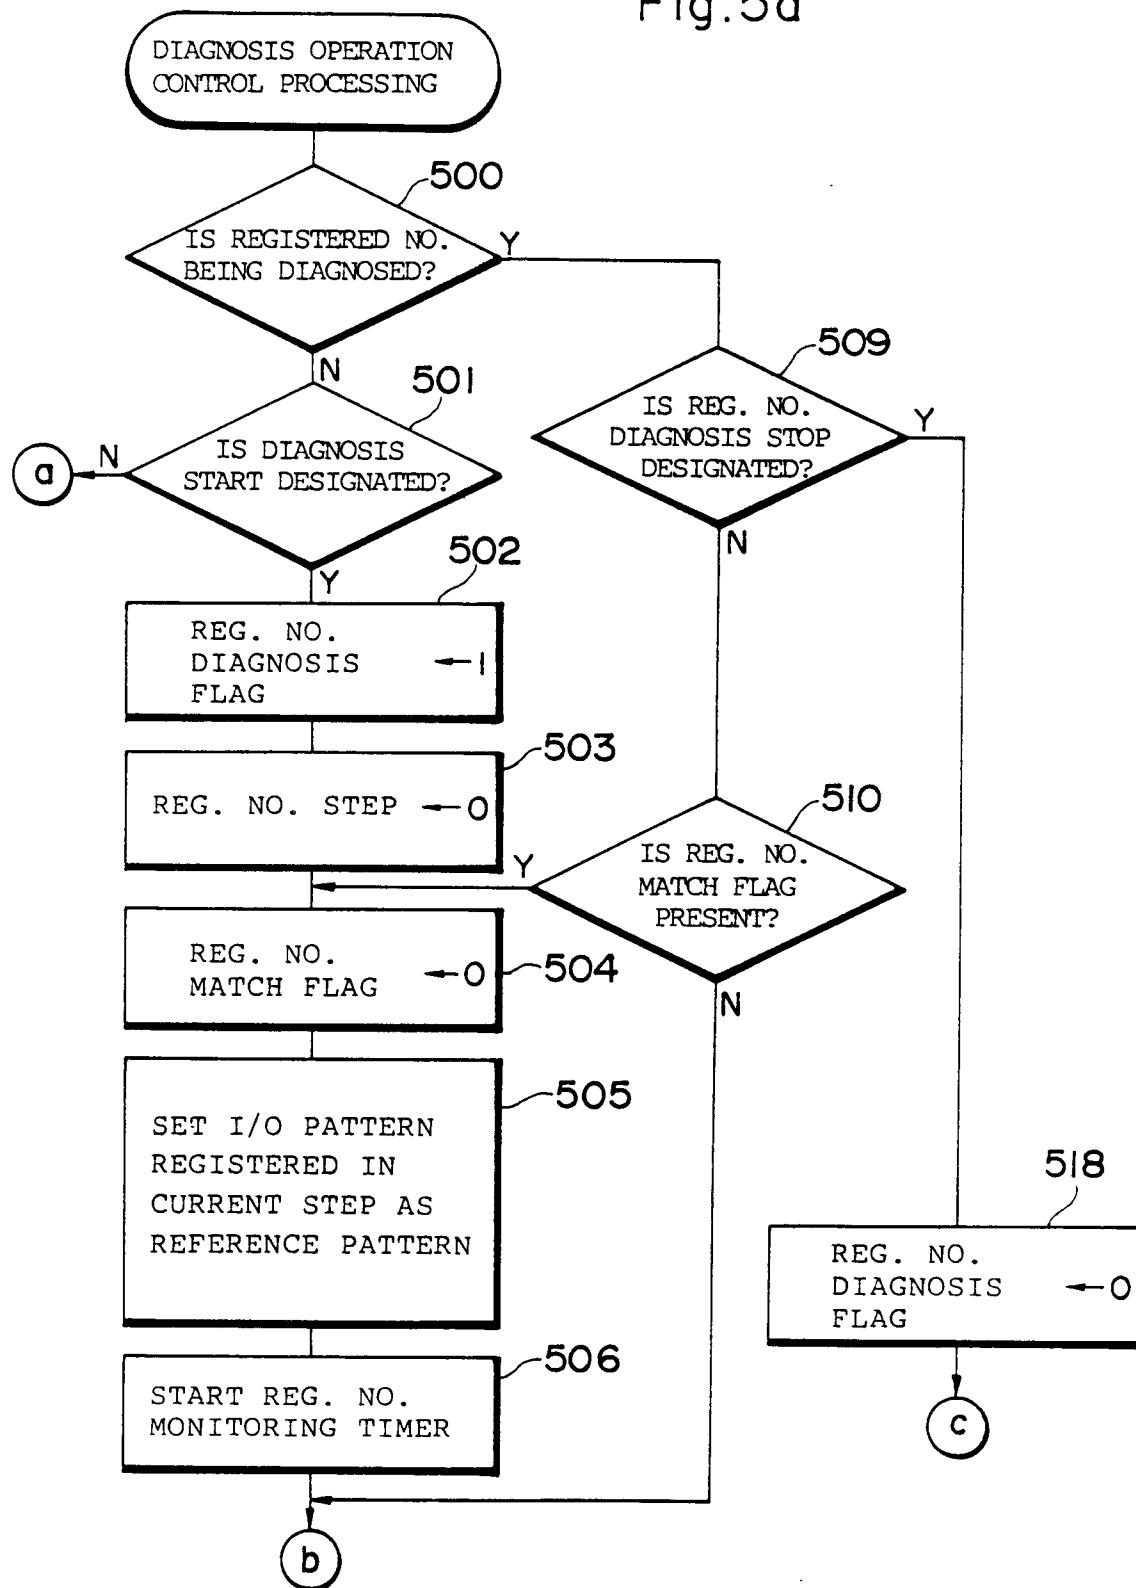 Fig.5a
DIAGNOSIS OPERATION
CONTROL PROCESSING
500
IS REGISTERED NO.
BEING DIAGNOSED?
Y
N
509
IS REG. NO.
DIAGNOSIS STOP
DESIGNATED?
Y
N
501
IS DIAGNOSIS
START DESIGNATED?
N
a
Y
502
REG. NO.
DIAGNOSIS ←1
FLAG
503
REG. NO. STEP ←0
510
IS REG. NO.
MATCH FLAG
PRESENT?
Y
N
504
REG. NO.
MATCH FLAG ←0
505
SET I/O PATTERN
REGISTERED IN
CURRENT STEP AS
REFERENCE PATTERN
518
REG. NO.
DIAGNOSIS ←0
FLAG
c
506
START REG. NO.
MONITORING TIMER
b